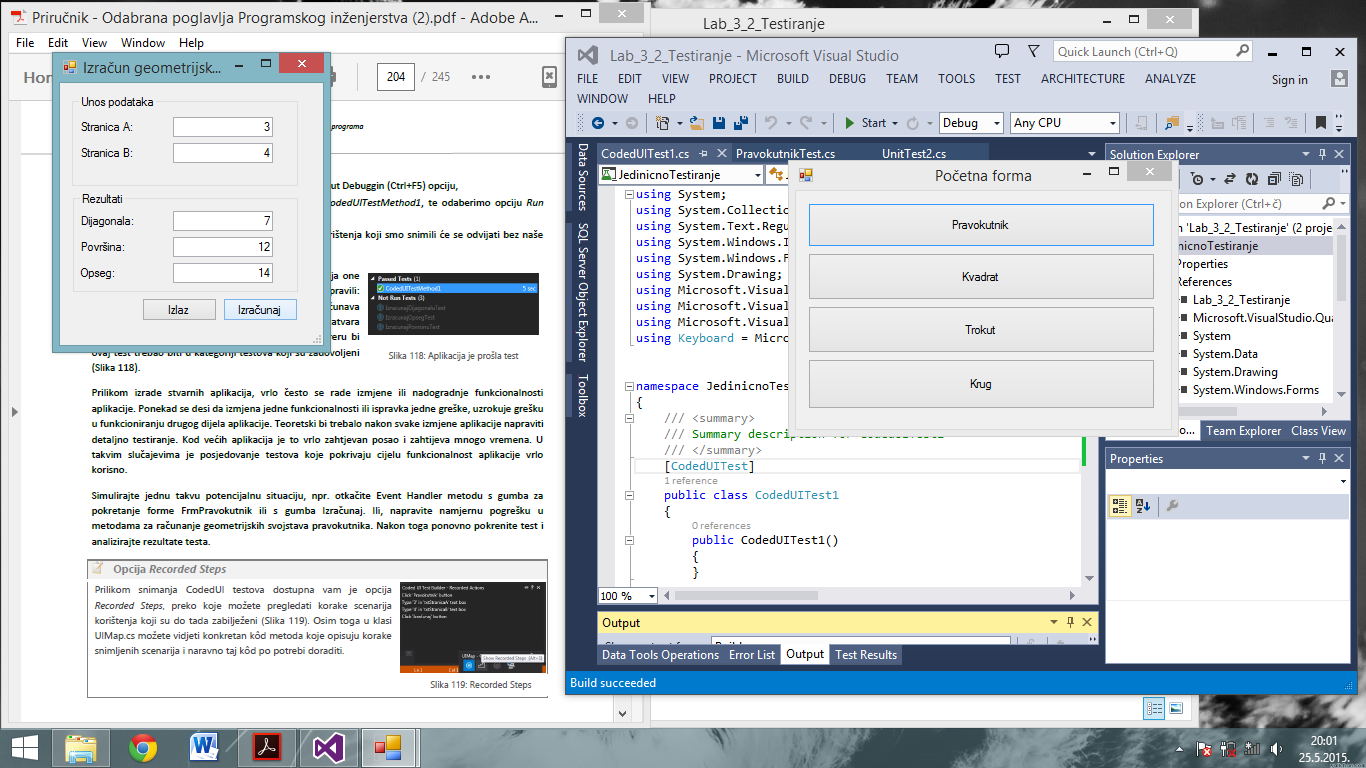 Priručnik - Odabrana poglavlja Programskog inženjerstva (2).pdf - Adobe A...
File Edit View Window Help
204 / 245
programa
Izračun geometrijsk...
Unos podataka
Stranica A: 3
Stranica B: 4
Rezultati
Dijagonala: 7
Površina: 12
Opseg: 14
Izlaz Izračunaj
ut Debuggin (Ctrl+F5) opciju,
CodedUITestMethod1, te odaberimo opciju Run
rištenja koji smo snimili će se odvijati bez naše
ja one
pravili:
čunava
atvara
eru bi
ovaj test trebao biti u kategoriji testova koji su zadovoljeni
(Slika 118).
Passed Tests (1)
CodedUITestMethod1 5 sec
Not Run Tests (3)
IzracunajDijagonaluTest
IzracunajOpsegTest
IzracunajPovrsinuTest
Slika 118: Aplikacija je prošla test
Prilikom izrade stvarnih aplikacija, vrlo često se rade izmjene ili nadogradnje funkcionalnosti
aplikacije. Ponekad se desi da izmjena jedne funkcionalnosti ili ispravka jedne greške, uzrokuje grešku
u funkcioniranju drugog dijela aplikacije. Teoretski bi trebalo nakon svake izmjene aplikacije napraviti
detaljno testiranje. Kod većih aplikacija je to vrlo zahtjevan posao i zahtijeva mnogo vremena. U
takvim slučajevima je posjedovanje testova koje pokrivaju cijelu funkcionalnost aplikacije vrlo
korisno.
Simulirajte jednu takvu potencijalnu situaciju, npr. otkačite Event Handler metodu s gumba za
pokretanje forme FrmPravokutnik ili s gumba Izračunaj. Ili, napravite namjernu pogrešku u
metodama za računanje geometrijskih svojstava pravokutnika. Nakon toga ponovno pokrenite test i
analizirajte rezultate testa.
Opcija Recorded Steps
Prilikom snimanja CodedUI testova dostupna vam je opcija
Recorded Steps, preko koje možete pregledati korake scenarija
korištenja koji su do tada zabilježeni (Slika 119). Osim toga u klasi
UIMap.cs možete vidjeti konkretan kôd metoda koje opisuju korake
snimljenih scenarija i naravno taj kôd po potrebi doraditi.
Coded UI Test Builder - Recorded Actions
Click 'Pravokutnik' button
Type '3' in 'txtStranicaA' text box
Type '4' in 'txtStranicaB' text box
Click 'Izračunaj' button
UIMap
Show Recorded Steps (Alt+1)
Slika 119: Recorded Steps
Lab_3_2_Testiranje
Lab_3_2_Testiranje - Microsoft Visual Studio
Quick Launch (Ctrl+Q)
FILE EDIT VIEW PROJECT BUILD DEBUG TEAM TOOLS TEST ARCHITECTURE ANALYZE
Sign in
WINDOW HELP
Start Debug Any CPU
Data Sources
SQL Server Object Explorer
Toolbox
CodedUITest1.cs PravokutnikTest.cs UnitTest2.cs
JedinicnoTestiranje
using System;
using System.Collectio
using System.Text.Regu
using System.Windows.I
using System.Windows.F
using System.Drawing;
using Microsoft.Visual
using Microsoft.Visual
using Microsoft.Visual
using Keyboard = Micro
namespace JedinicnoTes
{
/// <summary>
/// Summary description for CodedUITest1
/// </summary>
[CodedUITest]
1 reference
public class CodedUITest1
{
0 references
public CodedUITest1()
{
}
100 %
Početna forma
Pravokutnik
Kvadrat
Trokut
Krug
Solution Explorer
on Explorer (Ctrl+č)
n 'Lab_3_2_Testiranje' (2 proje
nicnoTestiranje
Properties
References
Lab_3_2_Testiranje
Microsoft.VisualStudio.Qua
System
System.Data
System.Drawing
System.Windows.Forms
o... Team Explorer Class View
Properties
Output
Data Tools Operations Error List Output Test Results
Build succeeded
20:01
25.5.2015.